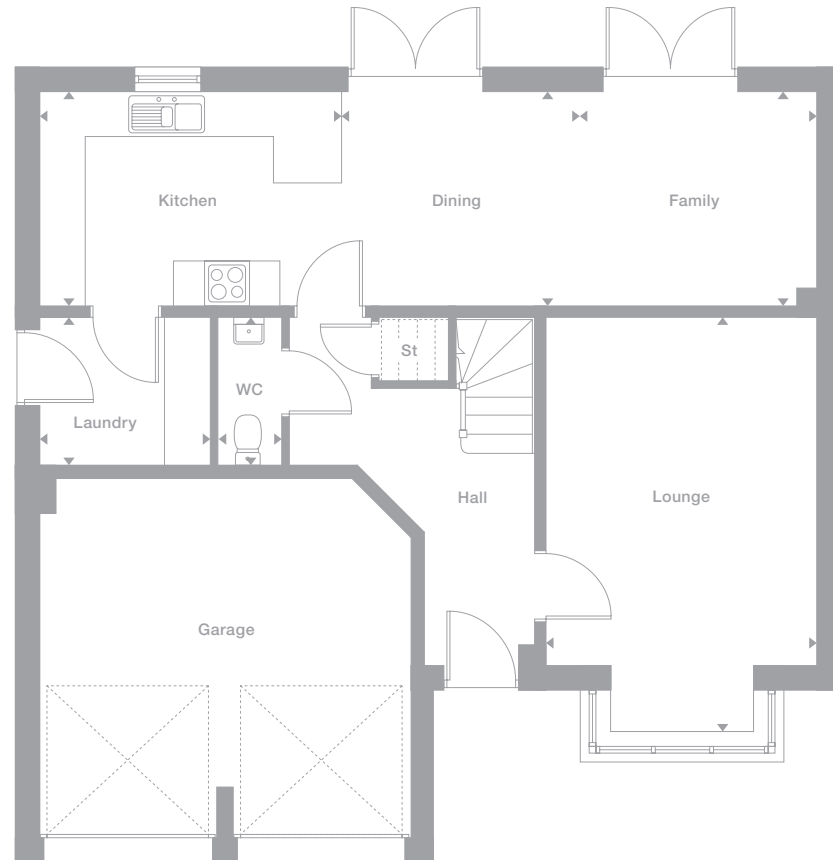 Kitchen
Dining
Family
St
WC
Laundry
Hall
Lounge
Garage